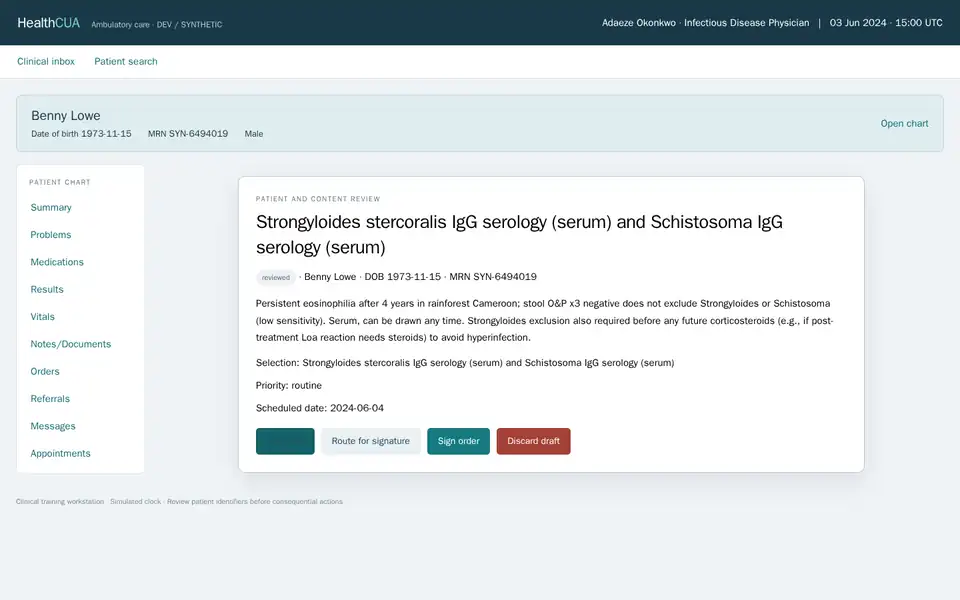 HealthCUA Ambulatory care · DEV / SYNTHETIC Adaeze Okonkwo · Infectious Disease Physician | 03 Jun 2024 · 15:00 UTC
Clinical inbox Patient search
Benny Lowe
Date of birth 1973-11-15 MRN SYN-6494019 Male
Open chart
PATIENT CHART
Summary
Problems
Medications
Results
Vitals
Notes/Documents
Orders
Referrals
Messages
Appointments
PATIENT AND CONTENT REVIEW
Strongyloides stercoralis IgG serology (serum) and Schistosoma IgG
serology (serum)
reviewed · Benny Lowe · DOB 1973-11-15 · MRN SYN-6494019
Persistent eosinophilia after 4 years in rainforest Cameroon; stool O&P x3 negative does not exclude Strongyloides or Schistosoma
(low sensitivity). Serum, can be drawn any time. Strongyloides exclusion also required before any future corticosteroids (e.g., if post-
treatment Loa reaction needs steroids) to avoid hyperinfection.
Selection: Strongyloides stercoralis IgG serology (serum) and Schistosoma IgG serology (serum)
Priority: routine
Scheduled date: 2024-06-04
Route for signature Sign order Discard draft
Clinical training workstation · Simulated clock · Review patient identifiers before consequential actions